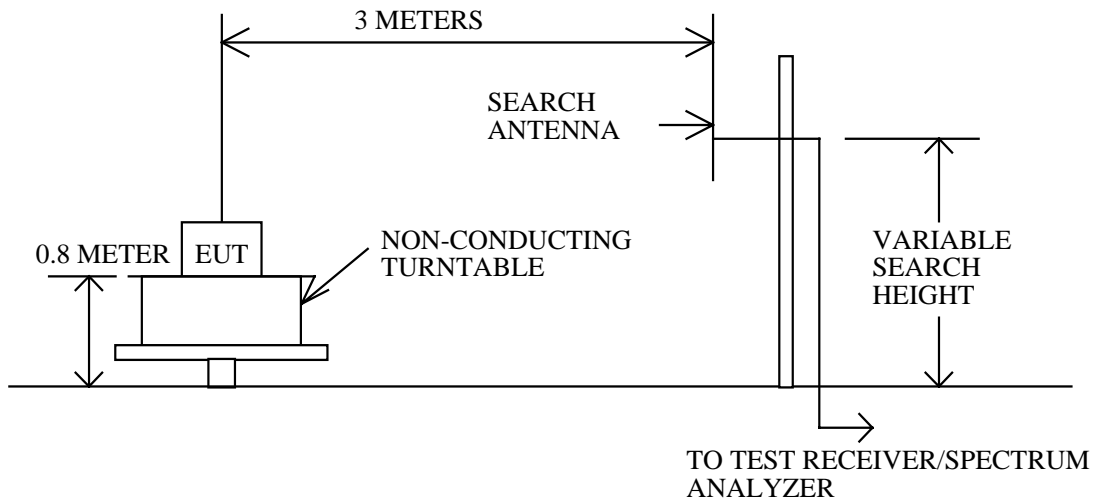 3 METERS
SEARCH
ANTENNA
0.8 METER
EUT
NON-CONDUCTING
TURNTABLE
VARIABLE
SEARCH
HEIGHT
TO TEST RECEIVER/SPECTRUM
ANALYZER